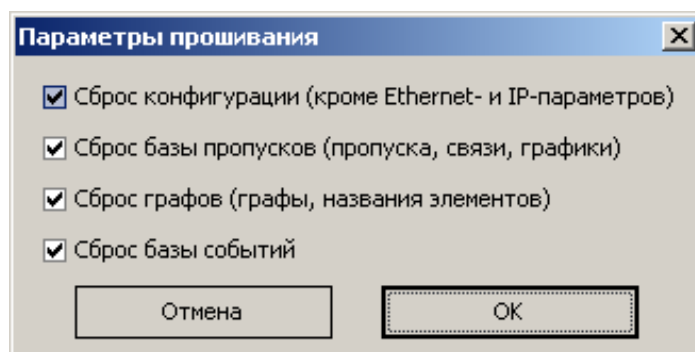 Параметры прошивания
Сброс конфигурации (кроме Ethernet- и IP-параметров)
Сброс базы пропусков (пропуска, связи, графики)
Сброс графов (графы, названия элементов)
Сброс базы событий
Отмена OK